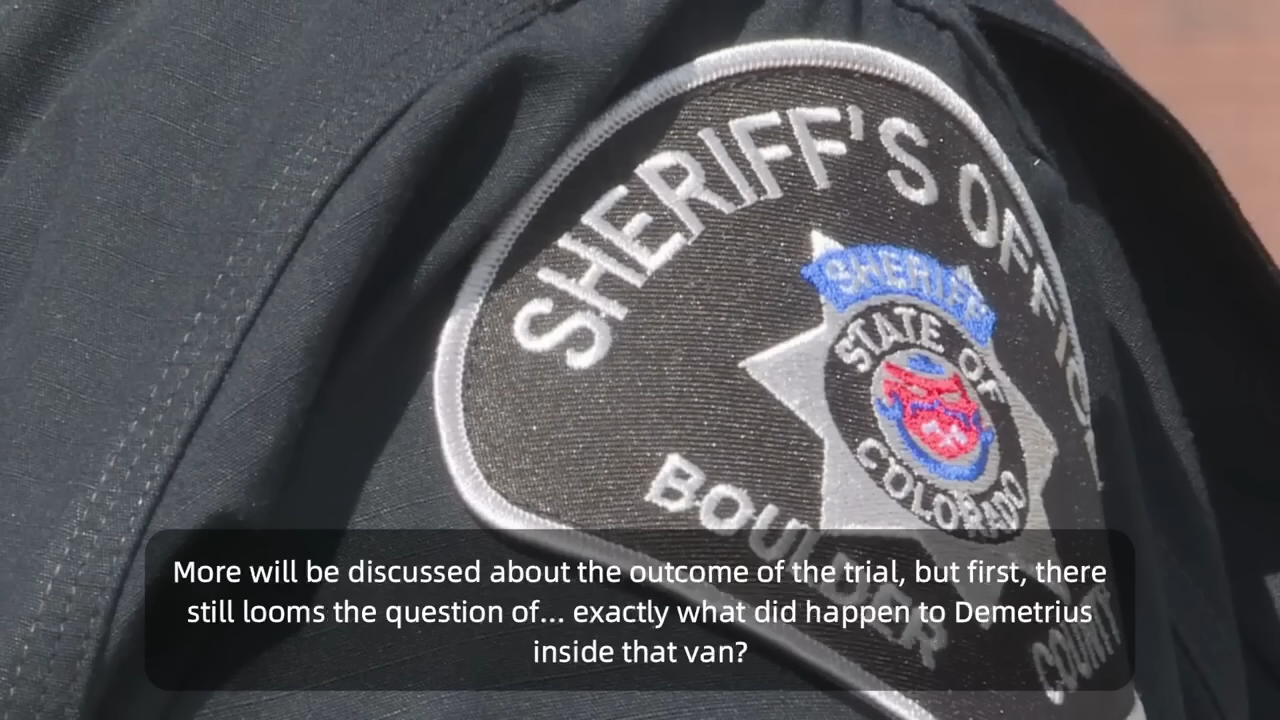 SHERIFF'S OFFICE
SHERIFF
STATE OF
COLORADO
BOULDER
COUNTY
More will be discussed about the outcome of the trial, but first, there
still looms the question of... exactly what did happen to Demetrius
inside that van?